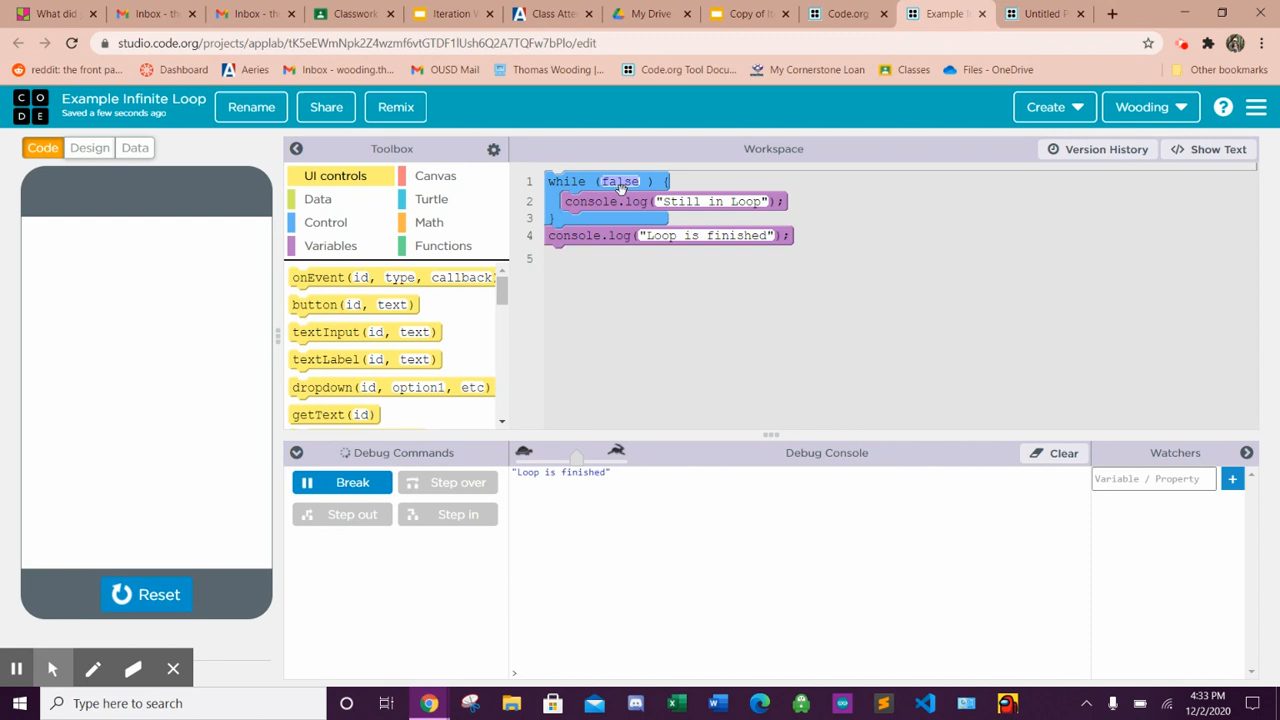 What did
Inbox - the
Inbox - the
Classwork
Iteration V
Class Atte
My Drive
Copy of It
Code.org
Example I
Untitled P
studio.code.org/projects/applab/tK5eEWmNpk2Z4wzmf6vtGTDF1lUsh6Q2A7TQFw7bPlo/edit
reddit: the front pa...
Dashboard
Aeries
Inbox - wooding.th...
OUSD Mail
Thomas Wooding |...
Code.org Tool Docu...
My Cornerstone Loan
Classes
Files - OneDrive
Other bookmarks
C O D E
Example Infinite Loop
Saved a few seconds ago
Rename
Share
Remix
Create
Wooding
?
Code
Design
Data
Toolbox
Workspace
Version History
</> Show Text
UI controls
Canvas
Data
Turtle
Control
Math
Variables
Functions
onEvent(id, type, callback)
button(id, text)
textInput(id, text)
textLabel(id, text)
dropdown(id, option1, etc)
getText(id)
1 while (false ) {
2 console.log("Still in Loop");
3 }
4 console.log("Loop is finished");
5
Debug Commands
Debug Console
Clear
Watchers
Break
Step over
Step out
Step in
"Loop is finished"
Variable / Property
+
>
Reset
Type here to search
4:33 PM
12/2/2020